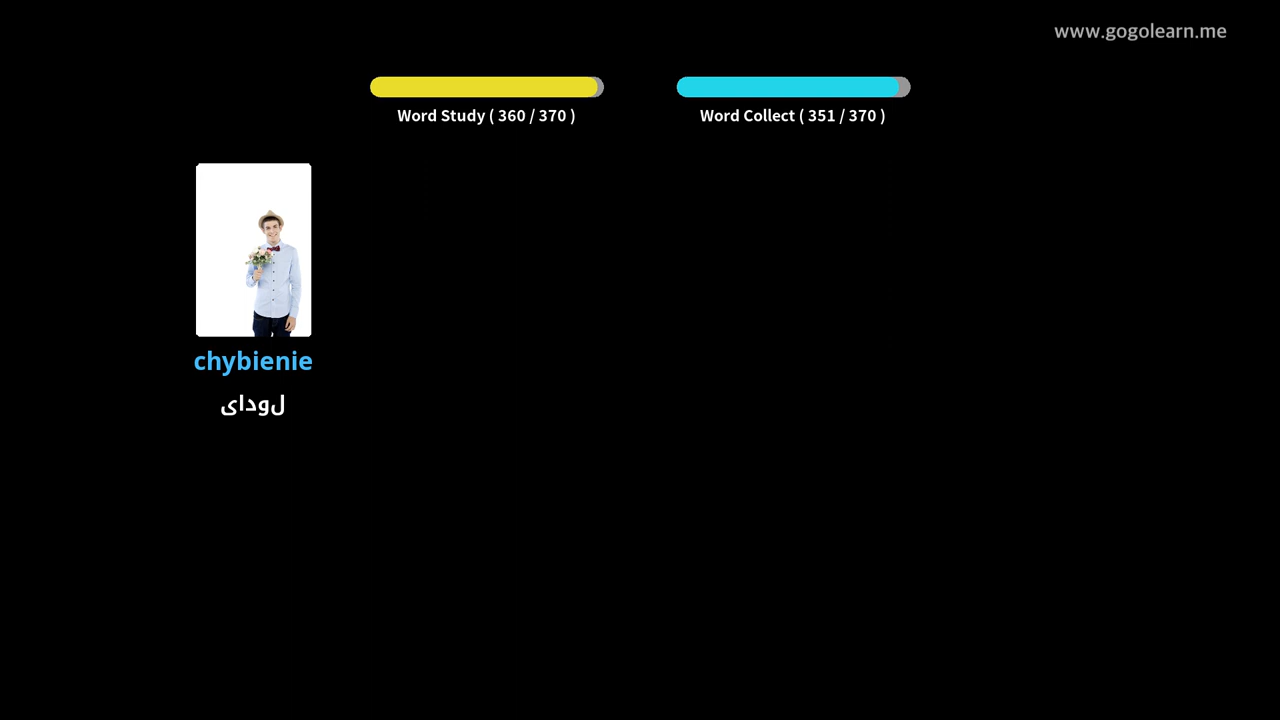 www.gogolearn.me
Word Study ( 360 / 370 )
Word Collect ( 351 / 370 )
chybienie
لودای